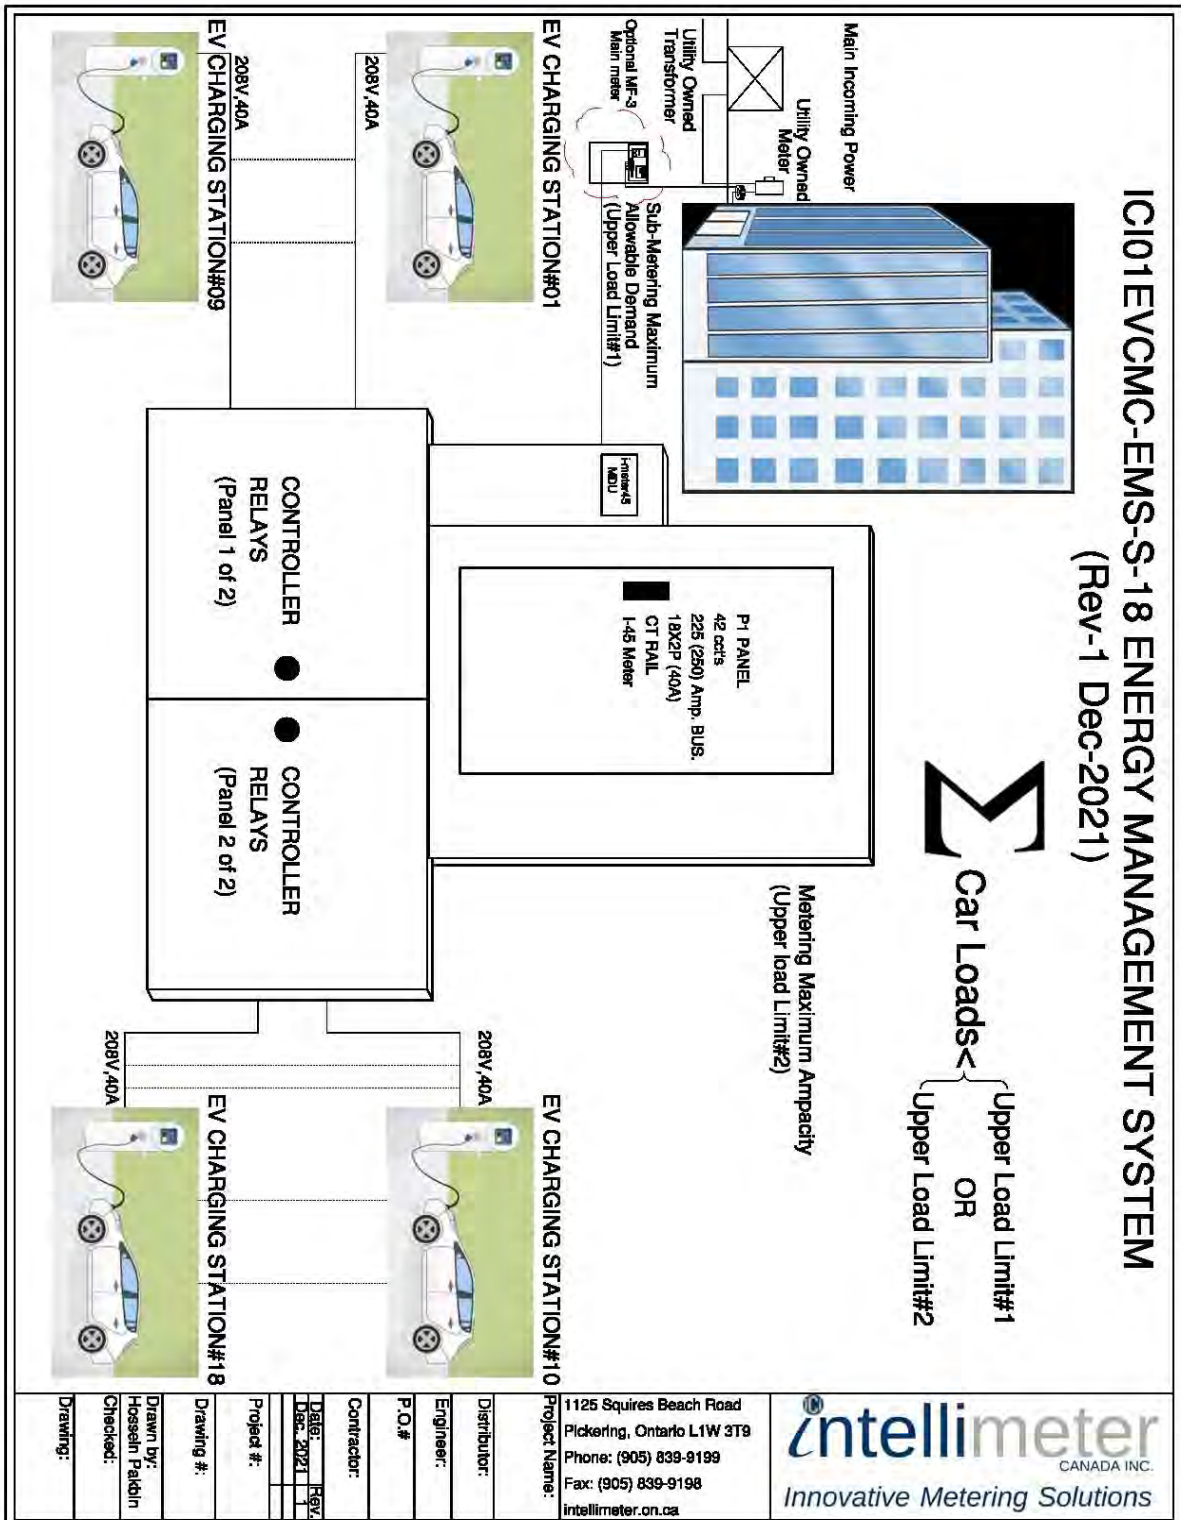 ICI01EVCMC-EMS-S-18 ENERGY MANAGEMENT SYSTEM
(Rev-1 Dec-2021)
Car Loads<
Upper Load Limit#1
OR
Upper Load Limit#2
Main Incoming Power
Utility Owned
Meter
Utility Owned
Transformer
Optional MF-3
Main meter
Sub-Metering Maximum
Allowable Demand
(Upper Load Limit#1)
Metering Maximum Ampacity
(Upper load Limit#2)
i-meter45
MDU
P1 PANEL
42 cct's
225 (250) Amp. BUS.
18X2P (40A)
CT RAIL
I-45 Meter
EV CHARGING STATION#01
208V,40A
EV CHARGING STATION#09
208V,40A
CONTROLLER
RELAYS
(Panel 1 of 2)
CONTROLLER
RELAYS
(Panel 2 of 2)
208V,40A
EV CHARGING STATION#10
208V,40A
EV CHARGING STATION#18
intellimeter
CANADA INC.
Innovative Metering Solutions
1125 Squires Beach Road
Pickering, Ontario L1W 3T9
Phone: (905) 839-9199
Fax: (905) 839-9198
intellimeter.on.ca
Project Name:
Distributor:
Engineer:
P.O.#
Contractor:
Date: Rev.
Dec. 2021 1
Project #:
Drawing #:
Drawn by:
Hossein Pakbin
Checked:
Drawing: